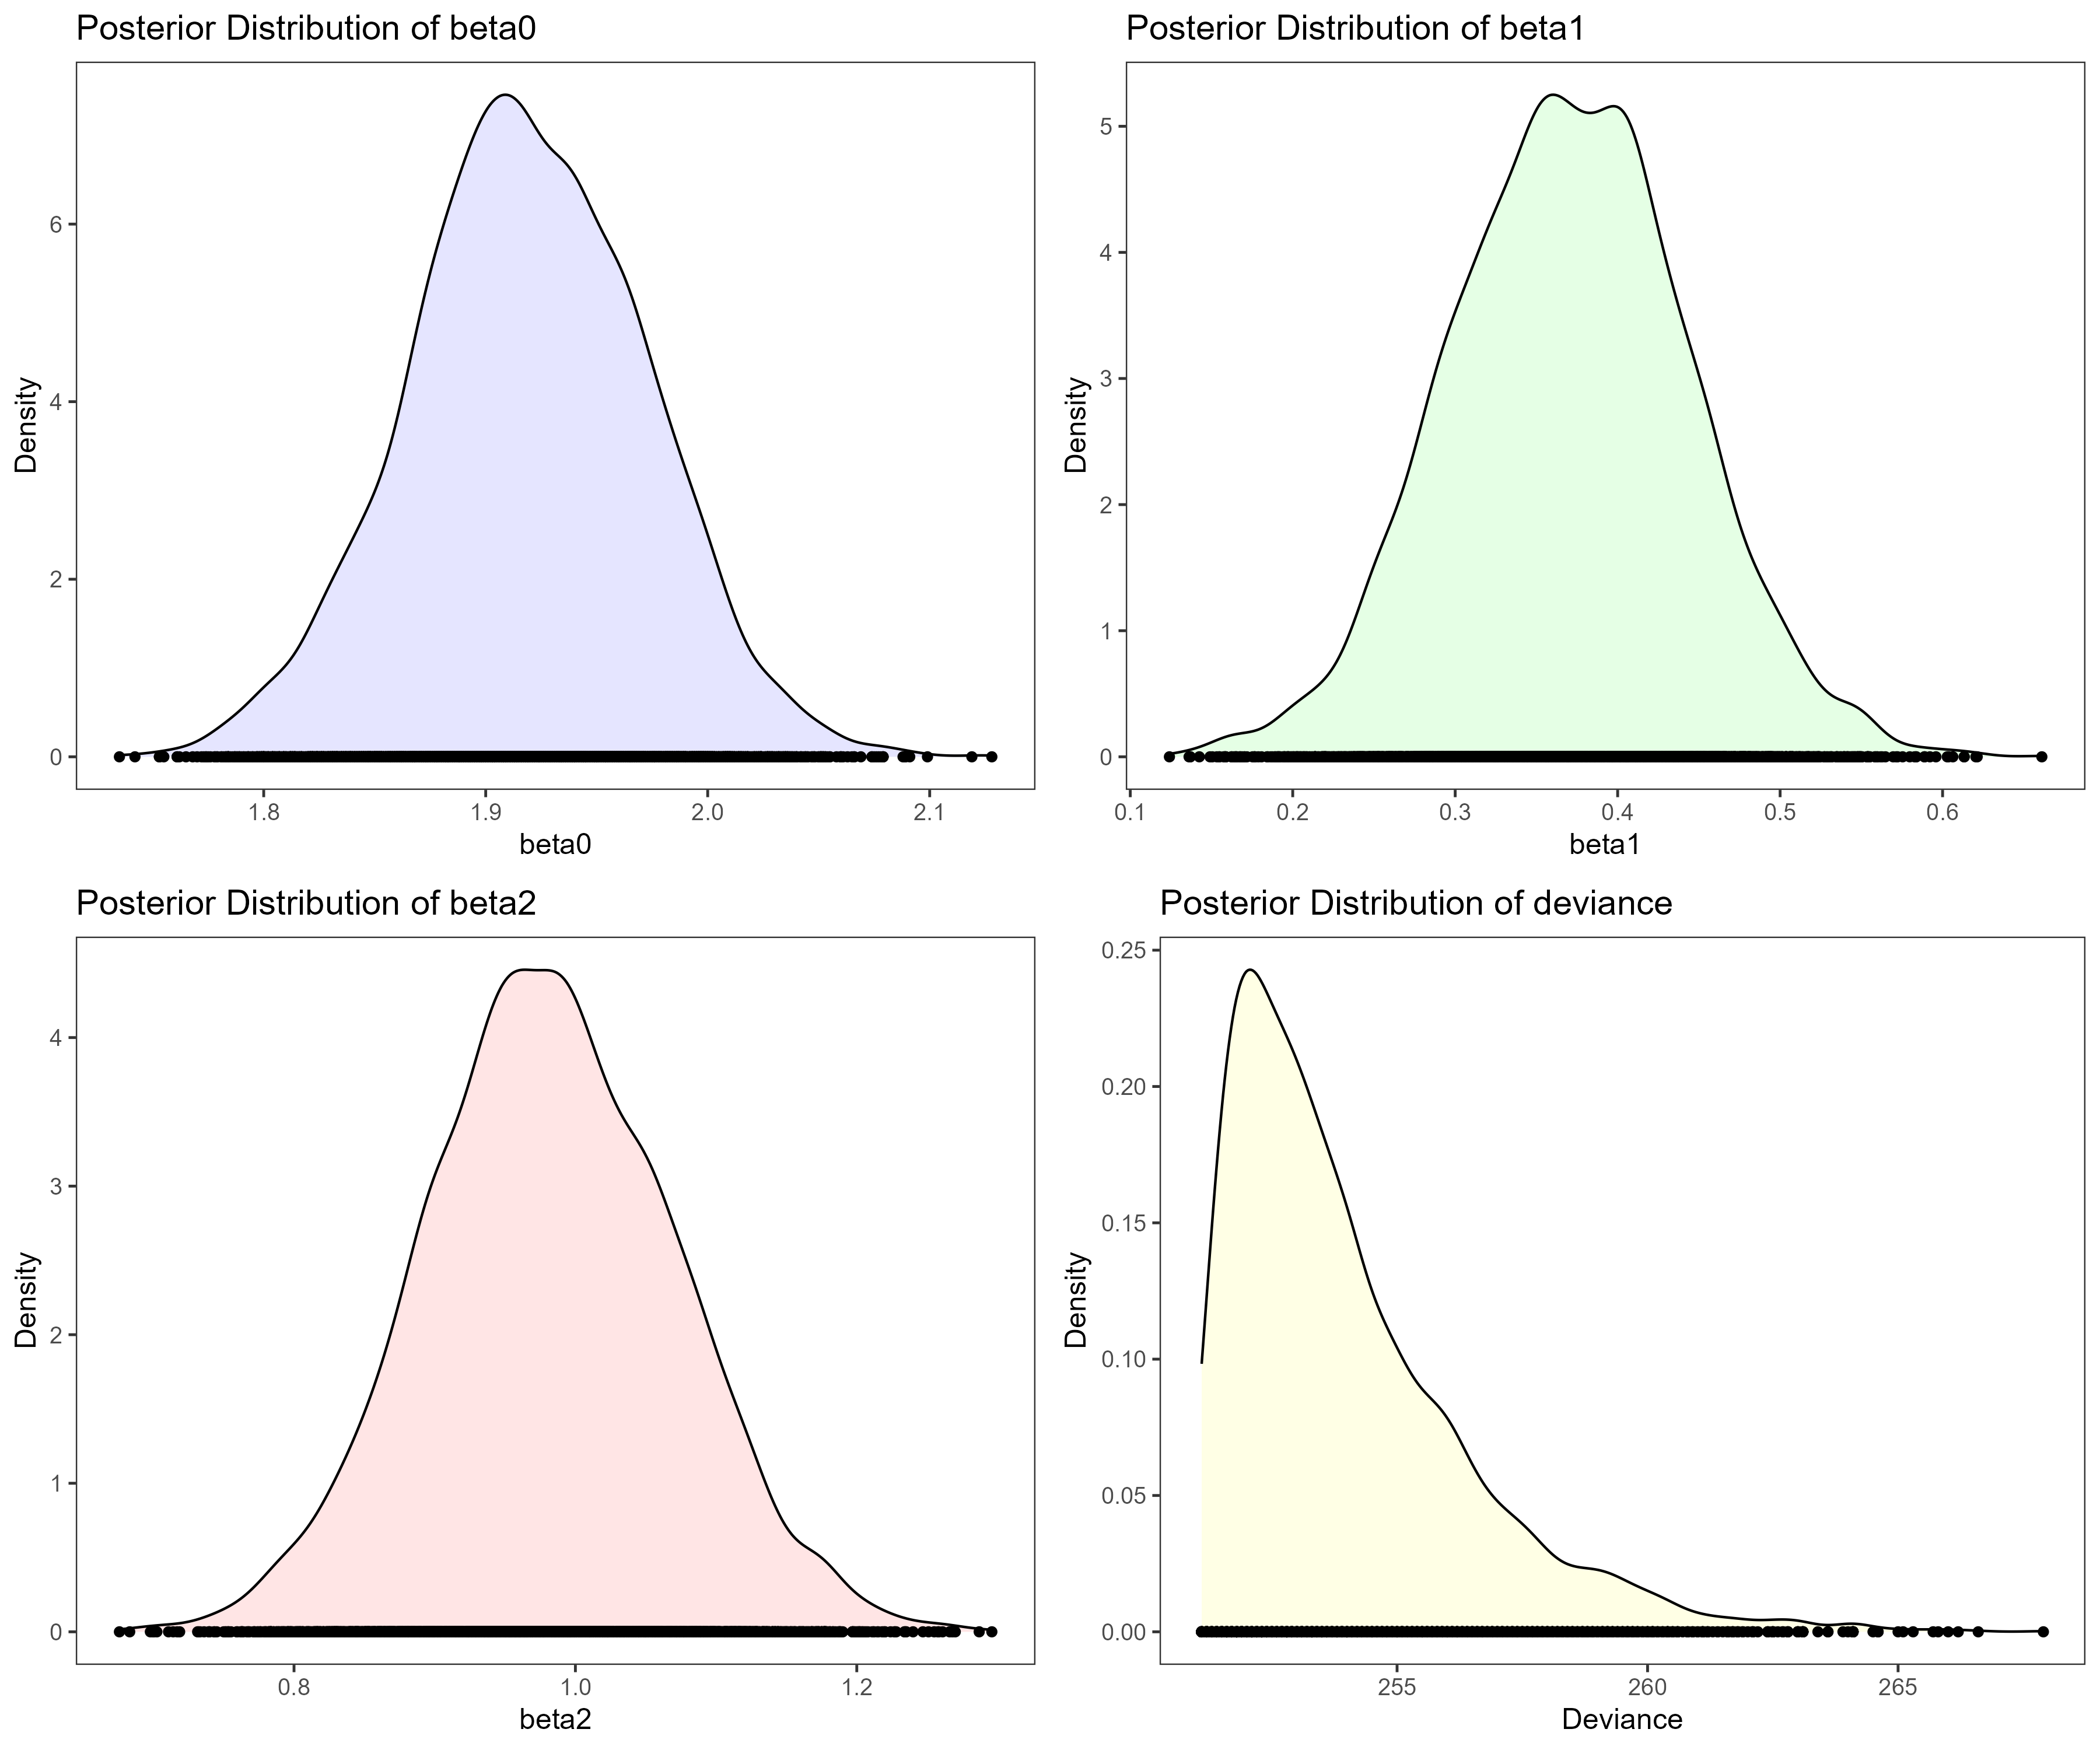 Posterior Distribution of beta0
Density
6
4
2
0
1.8 1.9 2.0 2.1
beta0
Posterior Distribution of beta1
Density
5
4
3
2
1
0
0.1 0.2 0.3 0.4 0.5 0.6
beta1
Posterior Distribution of beta2
Density
4
3
2
1
0
0.8 1.0 1.2
beta2
Posterior Distribution of deviance
Density
0.25
0.20
0.15
0.10
0.05
0.00
255 260 265
Deviance